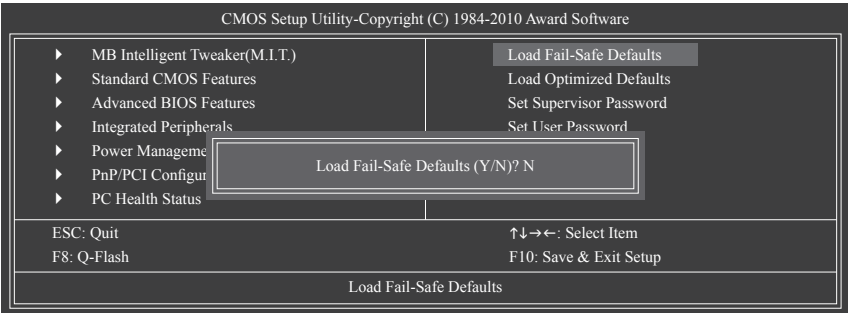 CMOS Setup Utility-Copyright (C) 1984-2010 Award Software
MB Intelligent Tweaker(M.I.T.)
Standard CMOS Features
Advanced BIOS Features
Integrated Peripherals
Power Manageme
PnP/PCI Configur
PC Health Status
Load Fail-Safe Defaults
Load Optimized Defaults
Set Supervisor Password
Set User Password
Load Fail-Safe Defaults (Y/N)? N
ESC: Quit
F8: Q-Flash
↑↓→←: Select Item
F10: Save & Exit Setup
Load Fail-Safe Defaults